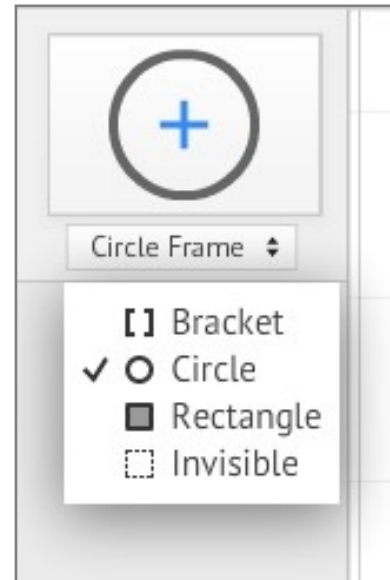 Circle Frame
Bracket
Circle
Rectangle
Invisible